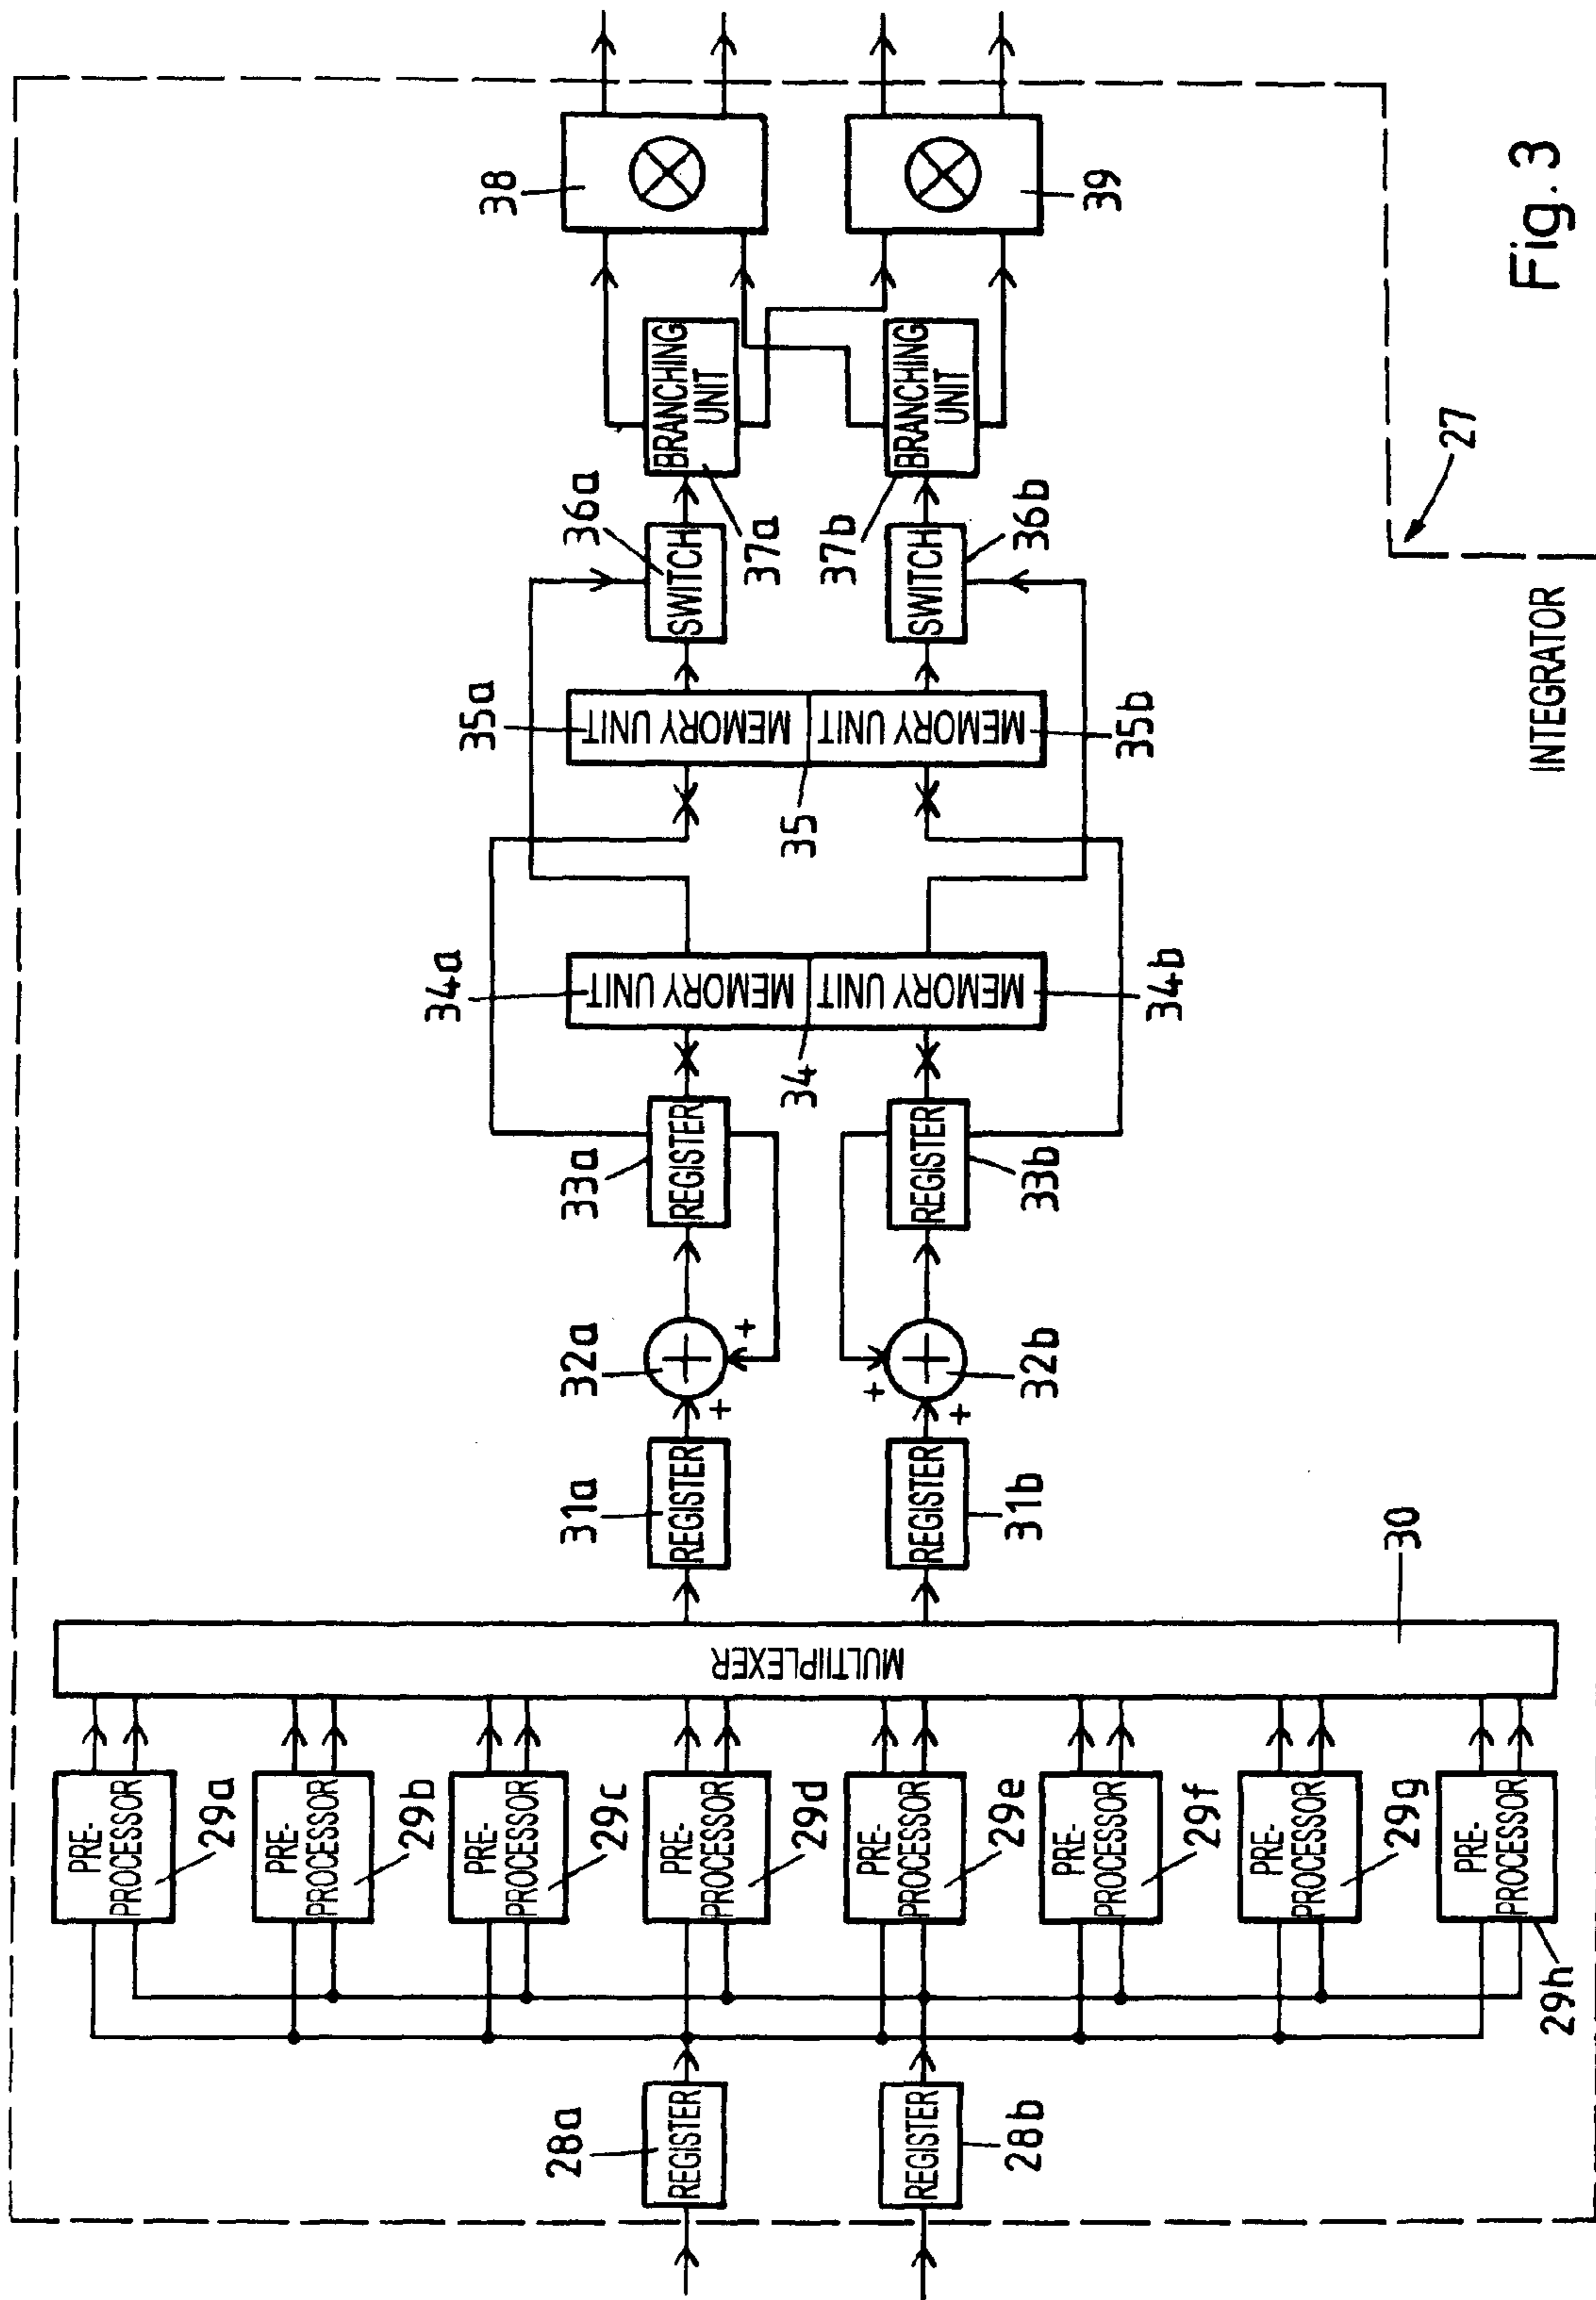 28a
REGISTER
28b
REGISTER
PRE-
PROCESSOR
29a
PRE-
PROCESSOR
29b
PRE-
PROCESSOR
29c
PRE-
PROCESSOR
29d
PRE-
PROCESSOR
29e
PRE-
PROCESSOR
29f
PRE-
PROCESSOR
29g
PRE-
PROCESSOR
29h
MULTIIPLEXER
30
31a
REGISTER
REGISTER
31b
32a
+
+
+
+
32b
33a
REGISTER
REGISTER
33b
34a
MEMORY UNIT
34
MEMORY UNIT
34b
35a
MEMORY UNIT
35
MEMORY UNIT
35b
36a
SWITCH
SWITCH
36b
BRANCHING
UNIT
37a
37b
BRANCHING
UNIT
38
39
INTEGRATOR
27
Fig. 3